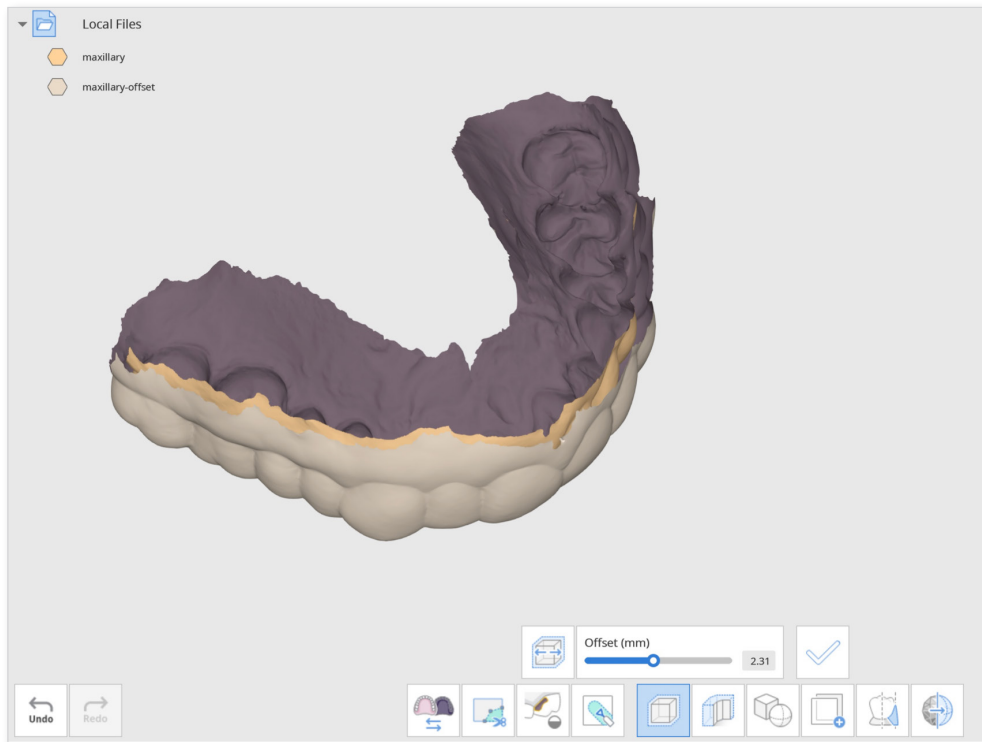 Local Files
maxillary
maxillary-offset
Offset (mm)
2.31
Undo
Redo